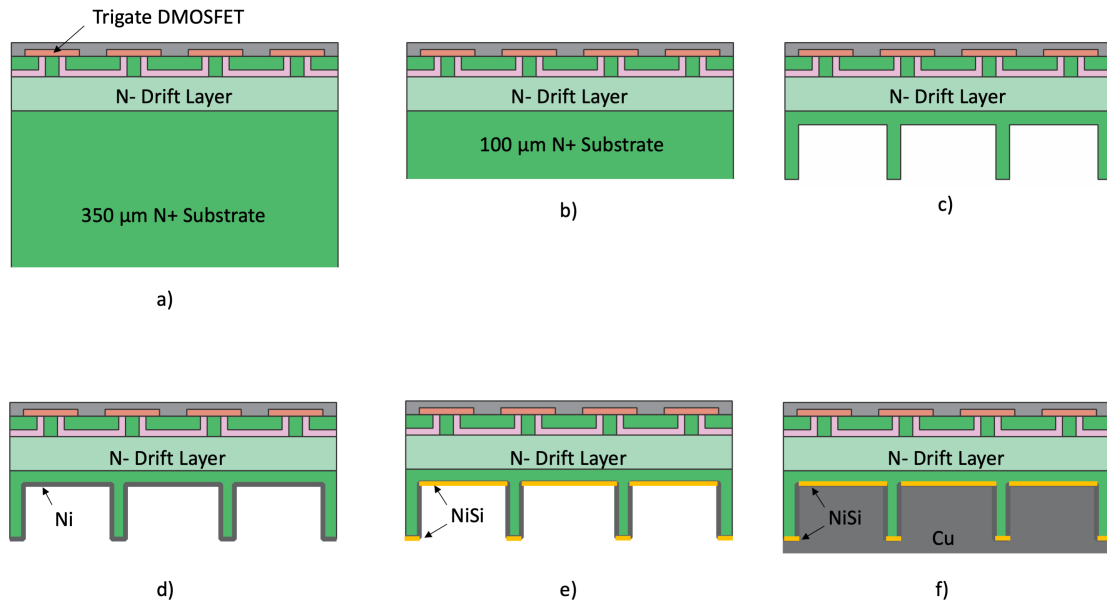 Trigate DMOSFET
N- Drift Layer
350 µm N+ Substrate
a)
N- Drift Layer
100 µm N+ Substrate
b)
N- Drift Layer
c)
N- Drift Layer
Ni
d)
N- Drift Layer
NiSi
e)
N- Drift Layer
NiSi
Cu
f)